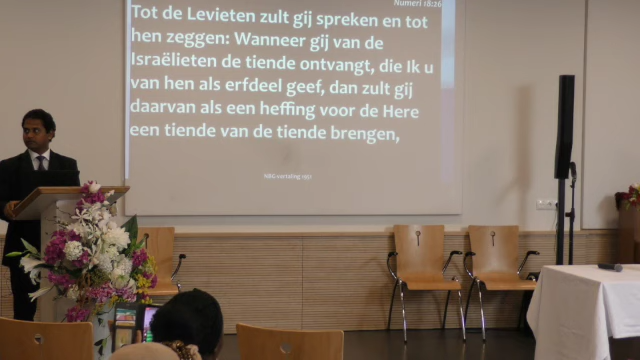 Numeri 18:26
Tot de Levieten zult gij spreken en tot
hen zeggen: Wanneer gij van de
Israëlieten de tiende ontvangt, die Ik u
van hen als erfdeel geef, dan zult gij
daarvan als een heffing voor de Here
een tiende van de tiende brengen,
NBG-vertaling 1951